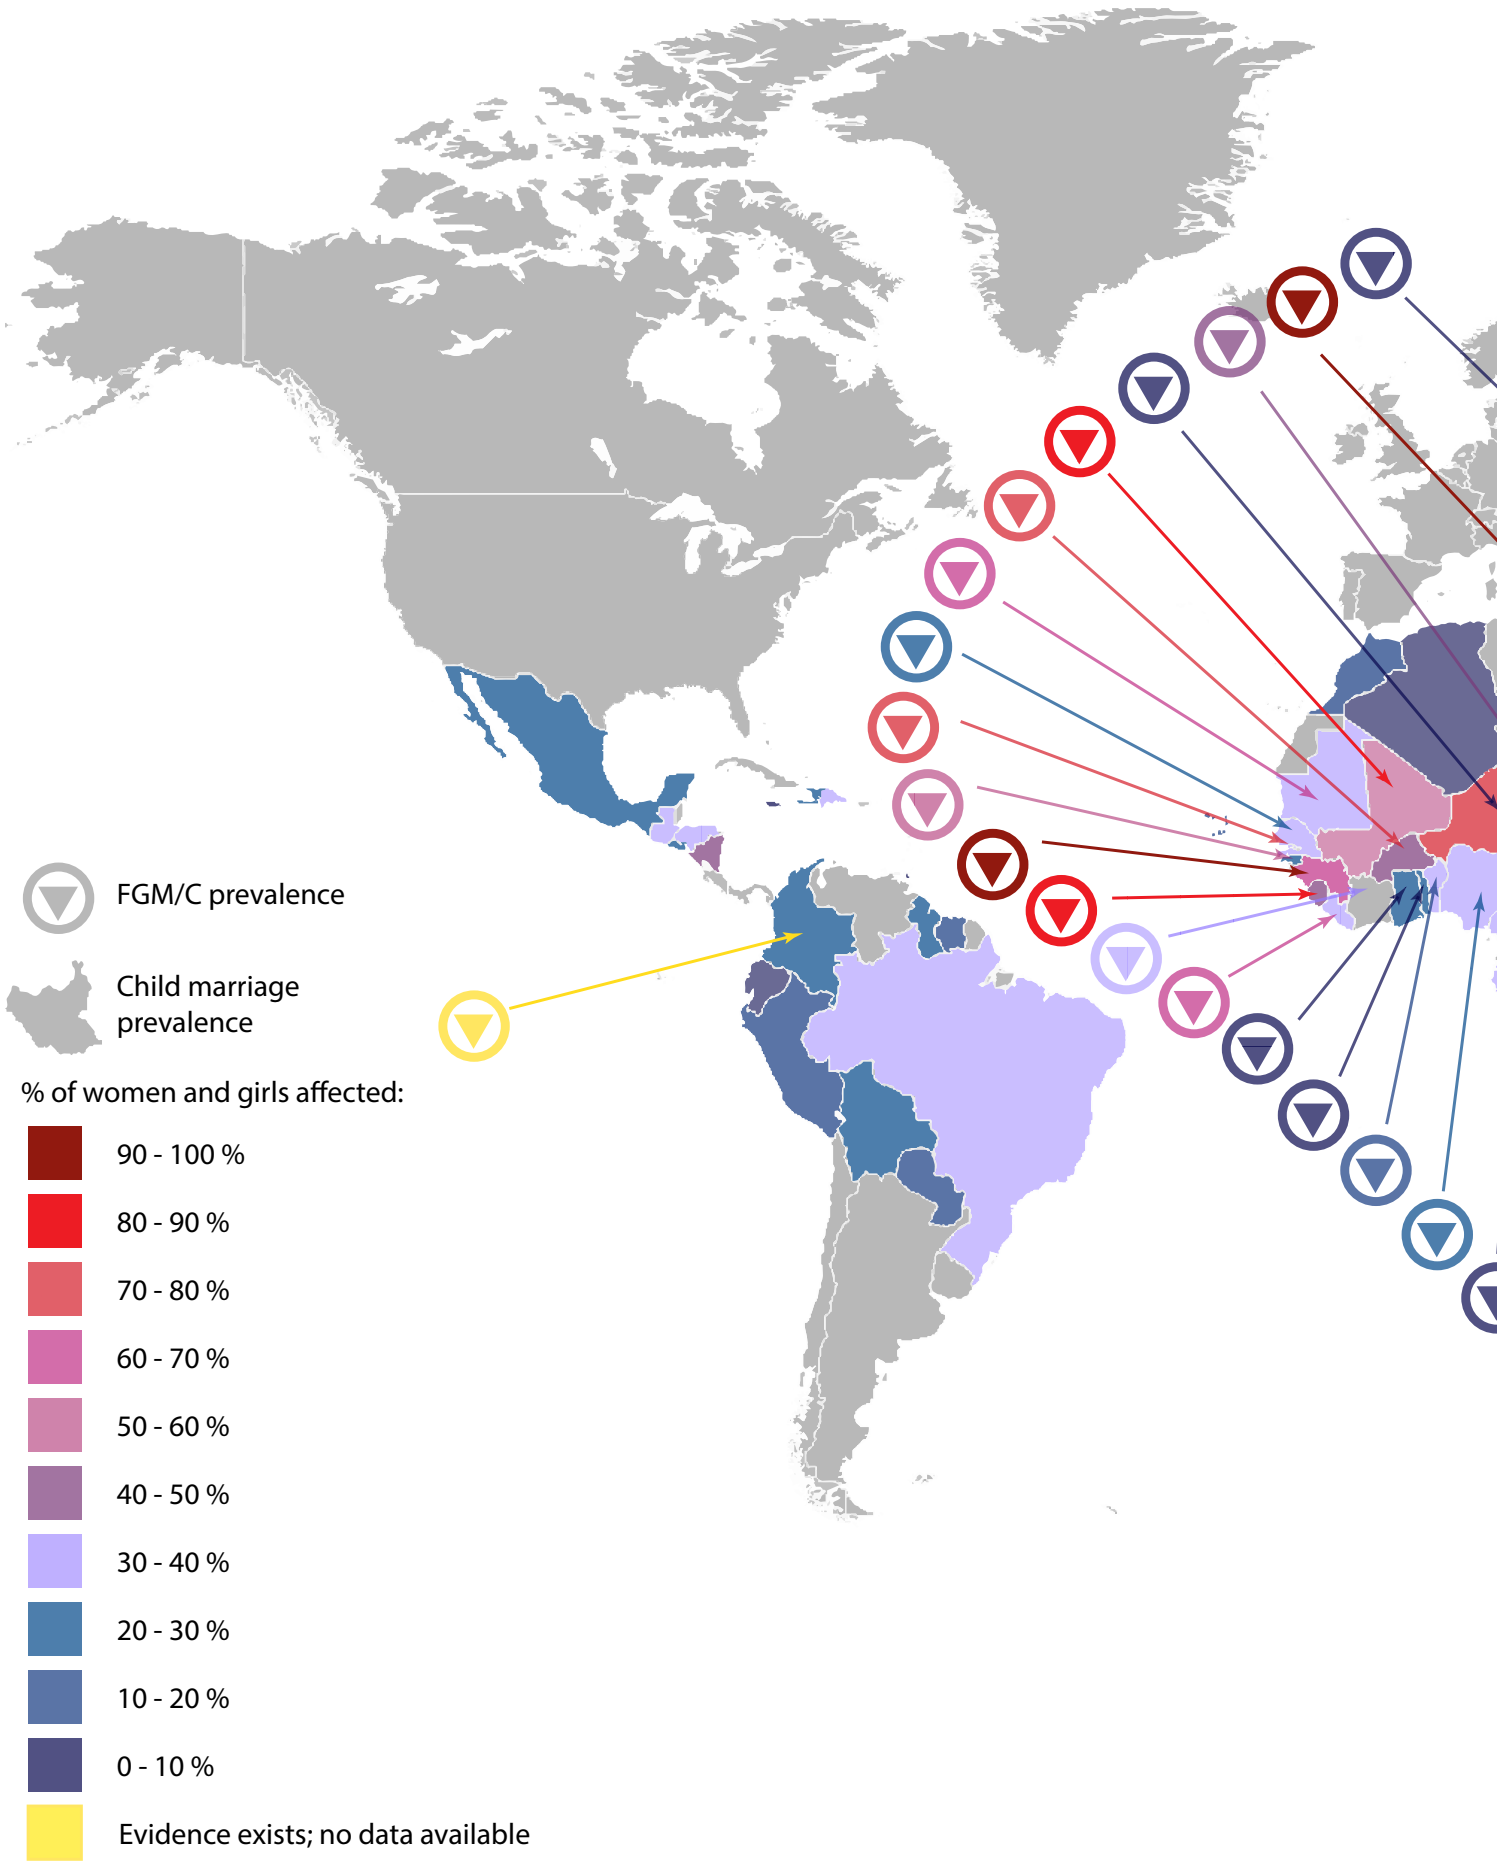 FGM/C prevalence
Child marriage
prevalence
% of women and girls affected:
90 - 100 %
80 - 90 %
70 - 80 %
60 - 70 %
50 - 60 %
40 - 50 %
30 - 40 %
20 - 30 %
10 - 20 %
0 - 10 %
Evidence exists; no data available